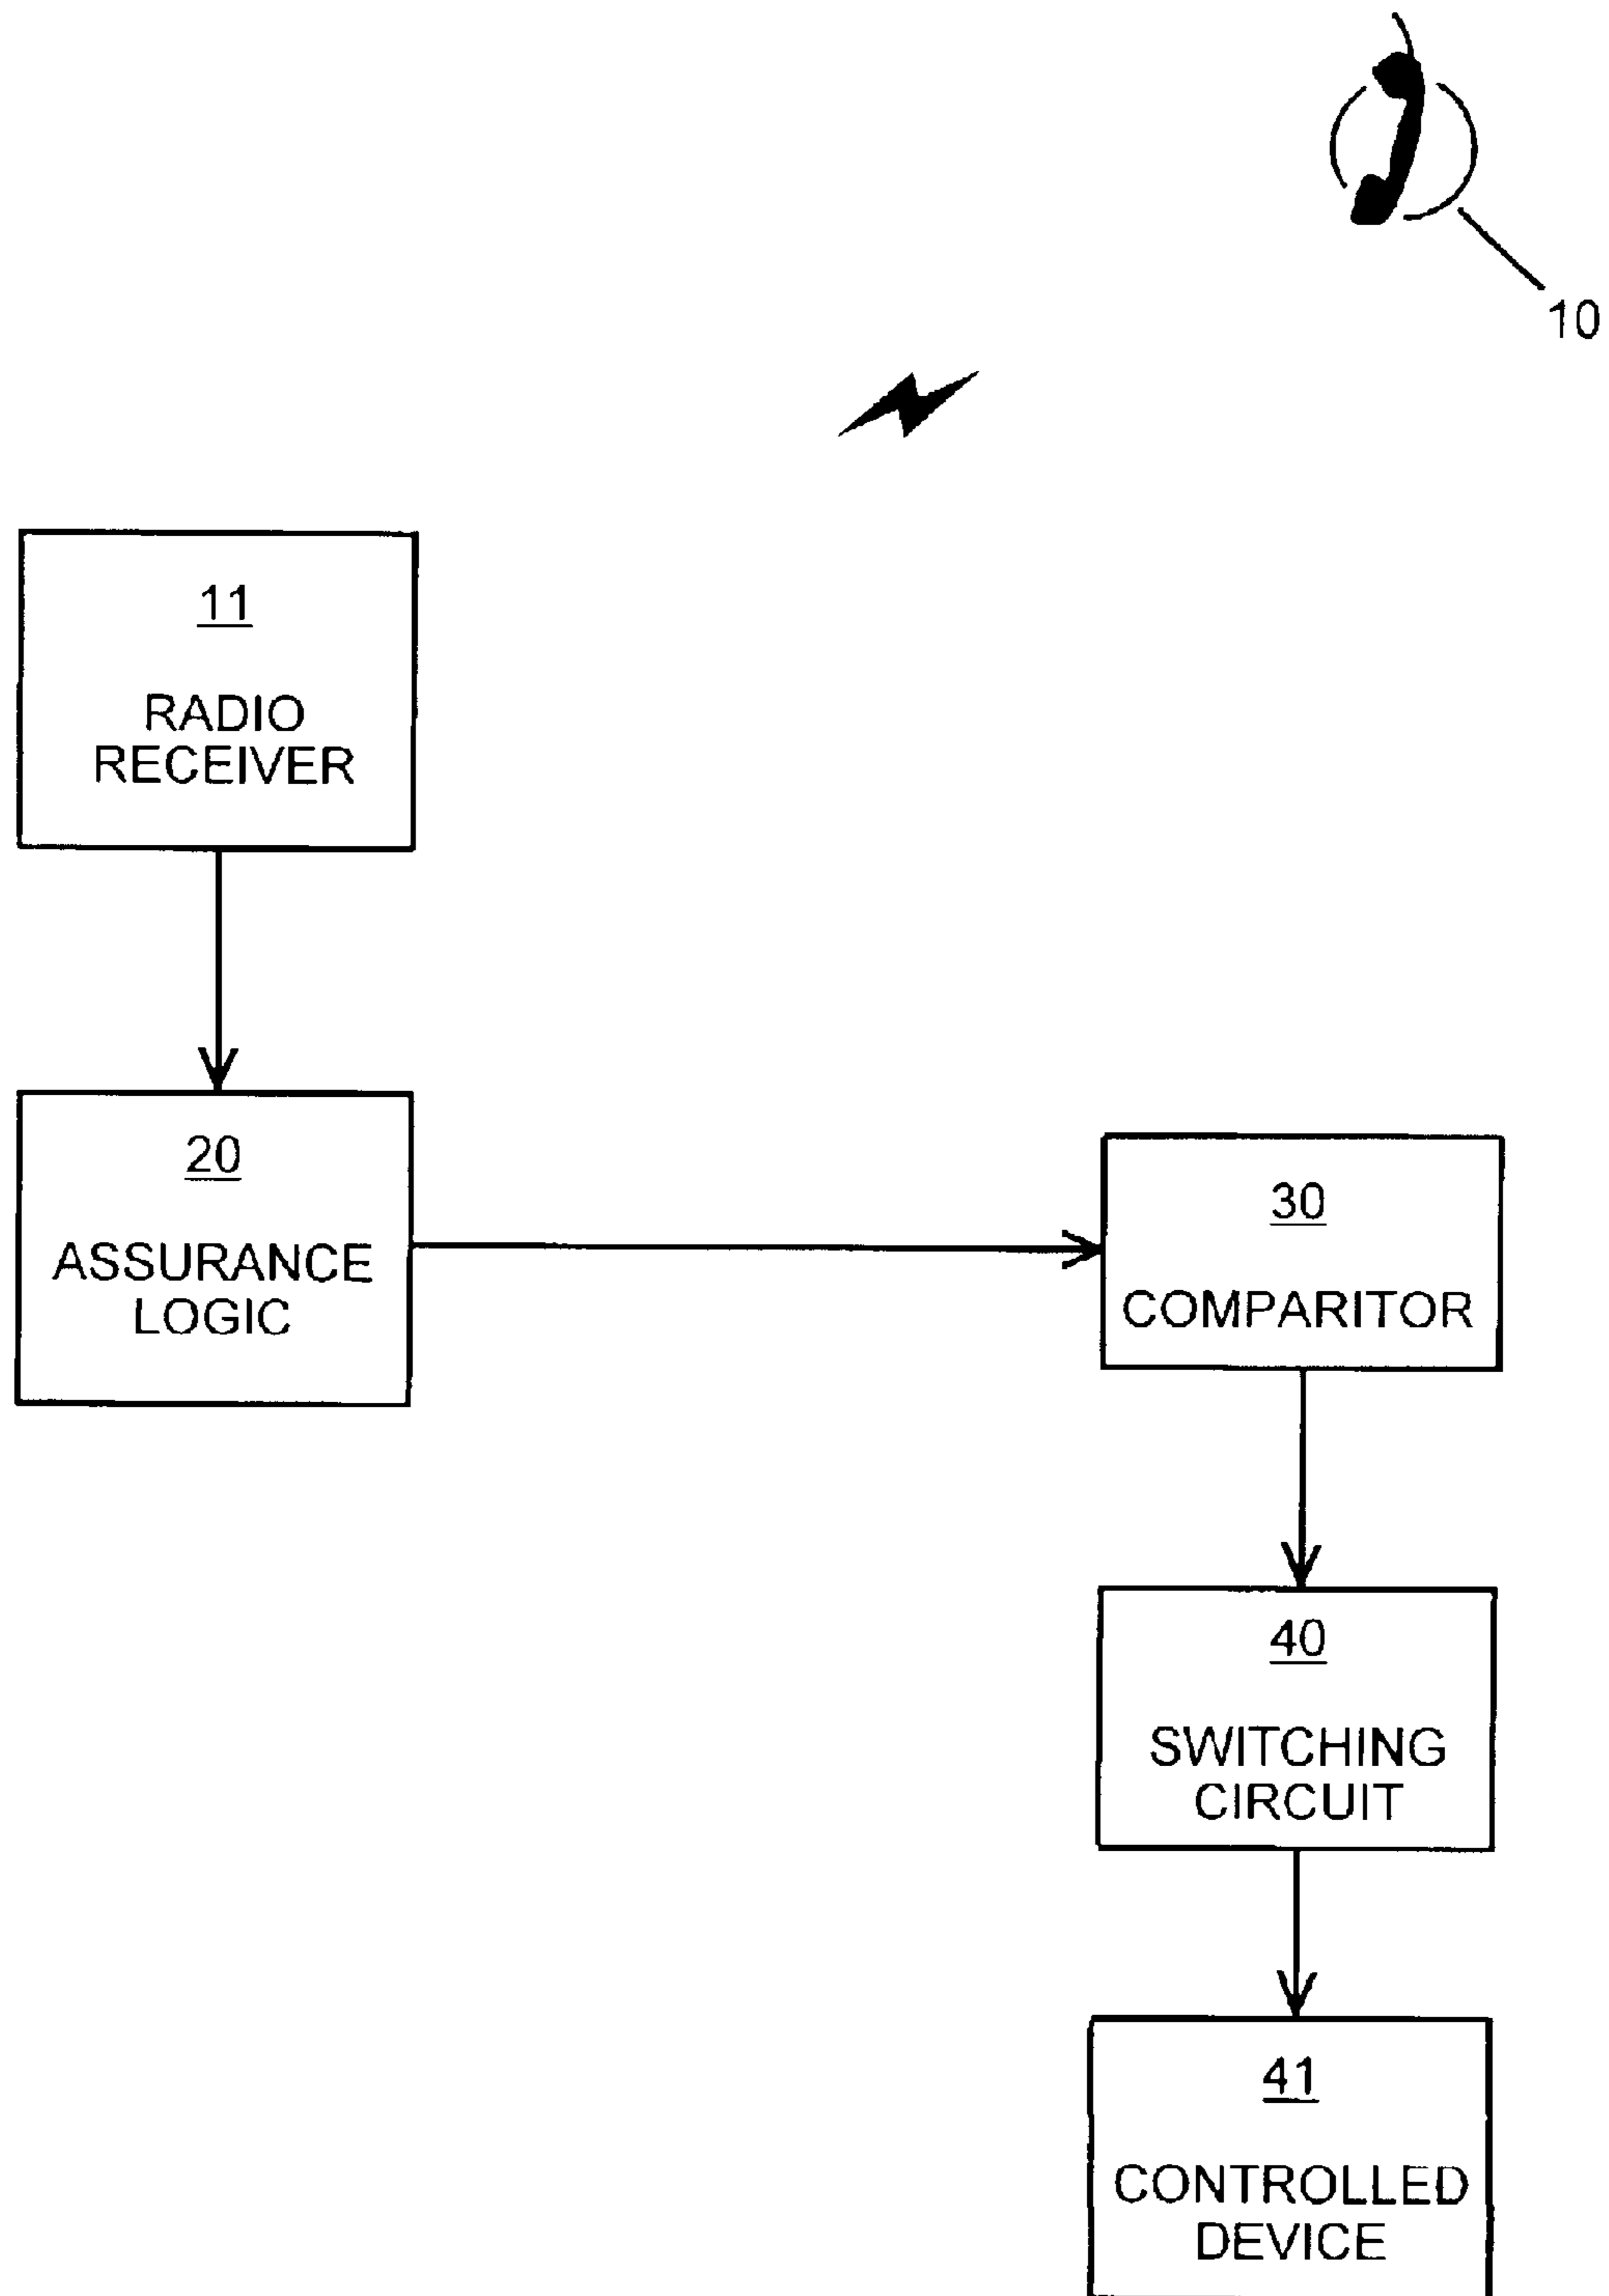 10
11
RADIO
RECEIVER
20
ASSURANCE
LOGIC
30
COMPARITOR
40
SWITCHING
CIRCUIT
41
CONTROLLED
DEVICE